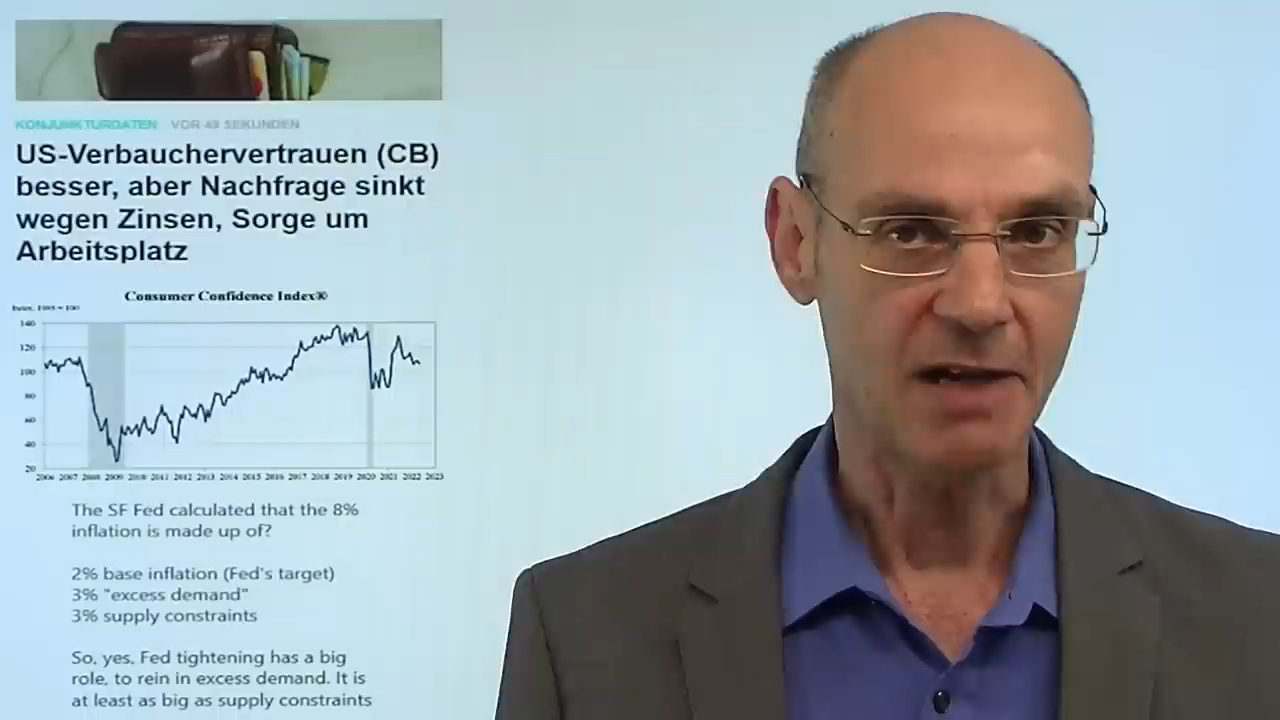 KONJUNKTURDATEN VOR 49 SEKUNDEN
US-Verbauchervertrauen (CB)
besser, aber Nachfrage sinkt
wegen Zinsen, Sorge um
Arbeitsplatz
Consumer Confidence Index®
Index, 1985 = 100
140
120
100
80
60
40
20
2006 2007 2008 2009 2010 2011 2012 2013 2014 2015 2016 2017 2018 2019 2020 2021 2022 2023
The SF Fed calculated that the 8%
inflation is made up of?
2% base inflation (Fed's target)
3% "excess demand"
3% supply constraints
So, yes, Fed tightening has a big
role, to rein in excess demand. It is
at least as big as supply constraints